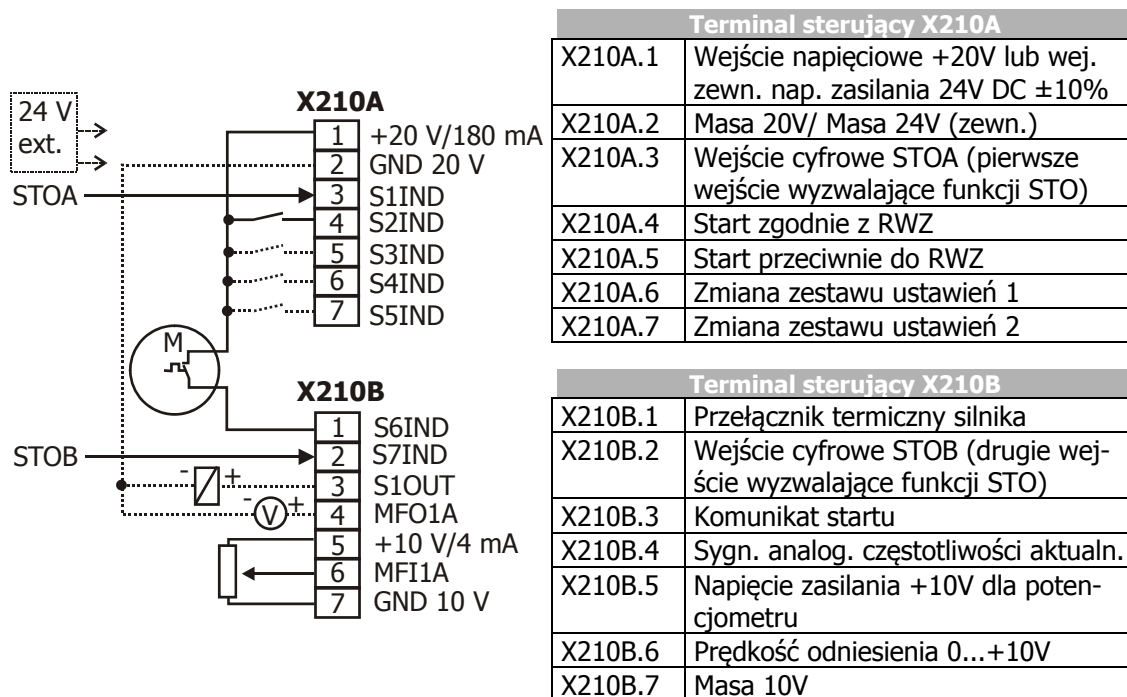 24 V
ext.
STOA
X210A
1 +20 V/180 mA
2 GND 20 V
3 S1IND
4 S2IND
5 S3IND
6 S4IND
7 S5IND
M
X210B
STOB
1 S6IND
2 S7IND
- + 3 S1OUT
- V + 4 MFO1A
5 +10 V/4 mA
6 MFI1A
7 GND 10 V
Terminal sterujący X210A
X210A.1 Wejście napięciowe +20V lub wej.
zewn. nap. zasilania 24V DC ±10%
X210A.2 Masa 20V/ Masa 24V (zewn.)
X210A.3 Wejście cyfrowe STOA (pierwsze
wejście wyzwalające funkcji STO)
X210A.4 Start zgodnie z RWZ
X210A.5 Start przeciwnie do RWZ
X210A.6 Zmiana zestawu ustawień 1
X210A.7 Zmiana zestawu ustawień 2
Terminal sterujący X210B
X210B.1 Przełącznik termiczny silnika
X210B.2 Wejście cyfrowe STOB (drugie wej-
ście wyzwalające funkcji STO)
X210B.3 Komunikat startu
X210B.4 Sygn. analog. częstotliwości aktualn.
X210B.5 Napięcie zasilania +10V dla poten-
cjometru
X210B.6 Prędkość odniesienia 0...+10V
X210B.7 Masa 10V